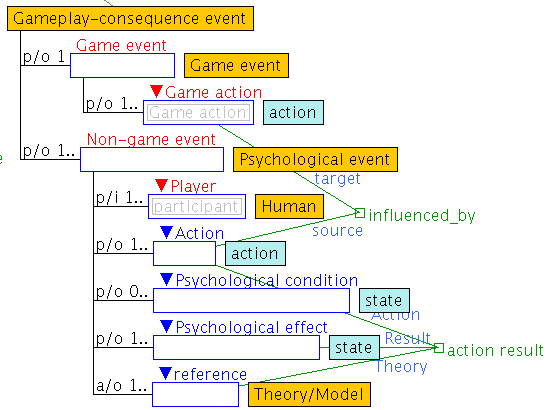 Gameplay-consequence event
Game event
p/o 1
Game event
Game action
p/o 1..
Game action
action
Non-game event
p/o 1..
Psychological event
target
Player
p/i 1..
participant
Human
influenced_by
source
Action
p/o 1..
action
Psychological condition
p/o 0..
state
Action
Psychological effect
p/o 1..
state
Result
action result
Theory
reference
a/o 1..
Theory/Model